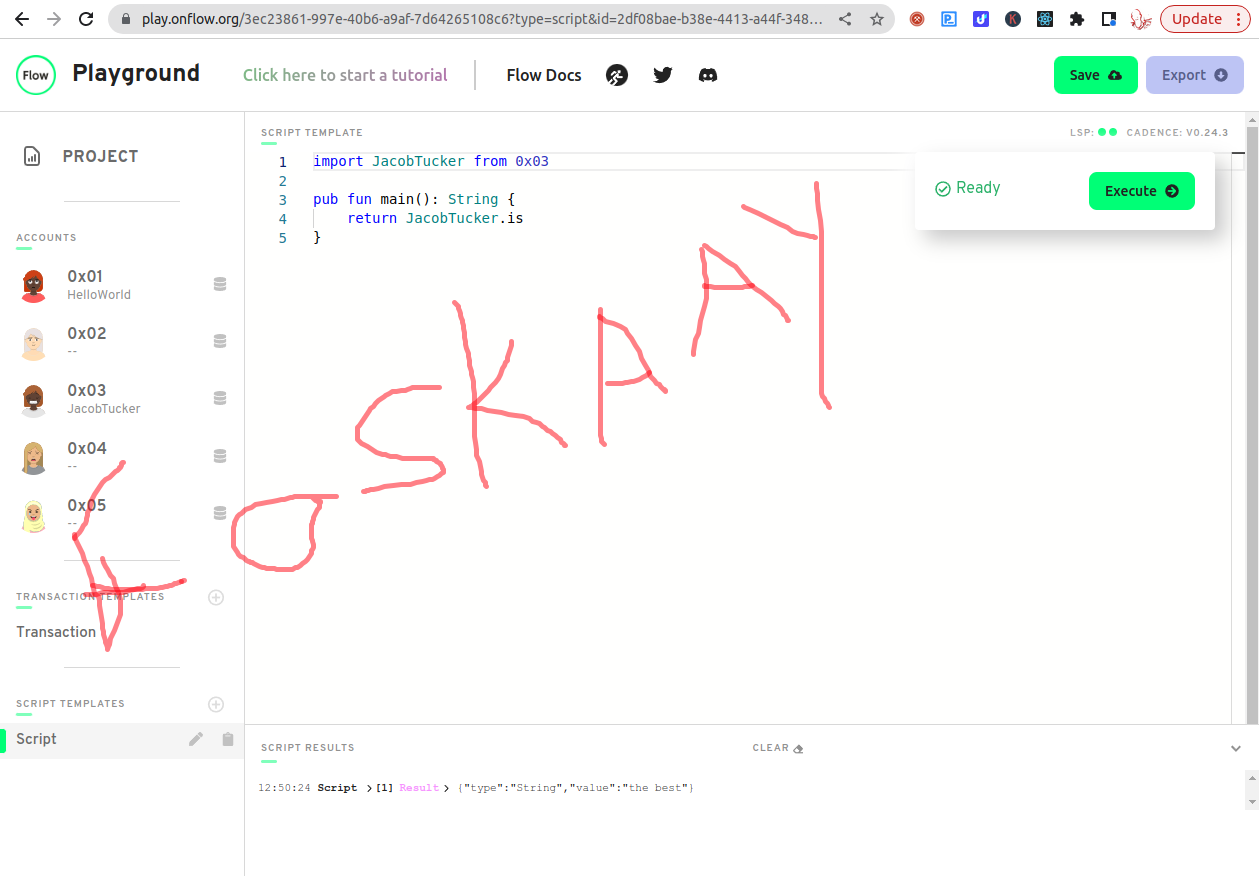 play.onflow.org/3ec23861-997e-40b6-a9af-7d64265108c6?type=script&id=2df08bae-b38e-4413-a44f-348...
Update
Flow
Playground
Click here to start a tutorial
Flow Docs
Save
Export
PROJECT
ACCOUNTS
0x01
HelloWorld
0x02
--
0x03
JacobTucker
0x04
--
0x05
--
TRANSACTION TEMPLATES
Transaction
SCRIPT TEMPLATES
Script
SCRIPT TEMPLATE
LSP: CADENCE: V0.24.3
1 import JacobTucker from 0x03
2
3 pub fun main(): String {
4 return JacobTucker.is
5 }
Ready
Execute
SCRIPT RESULTS
CLEAR
12:50:24 Script > [1] Result > {"type":"String","value":"the best"}